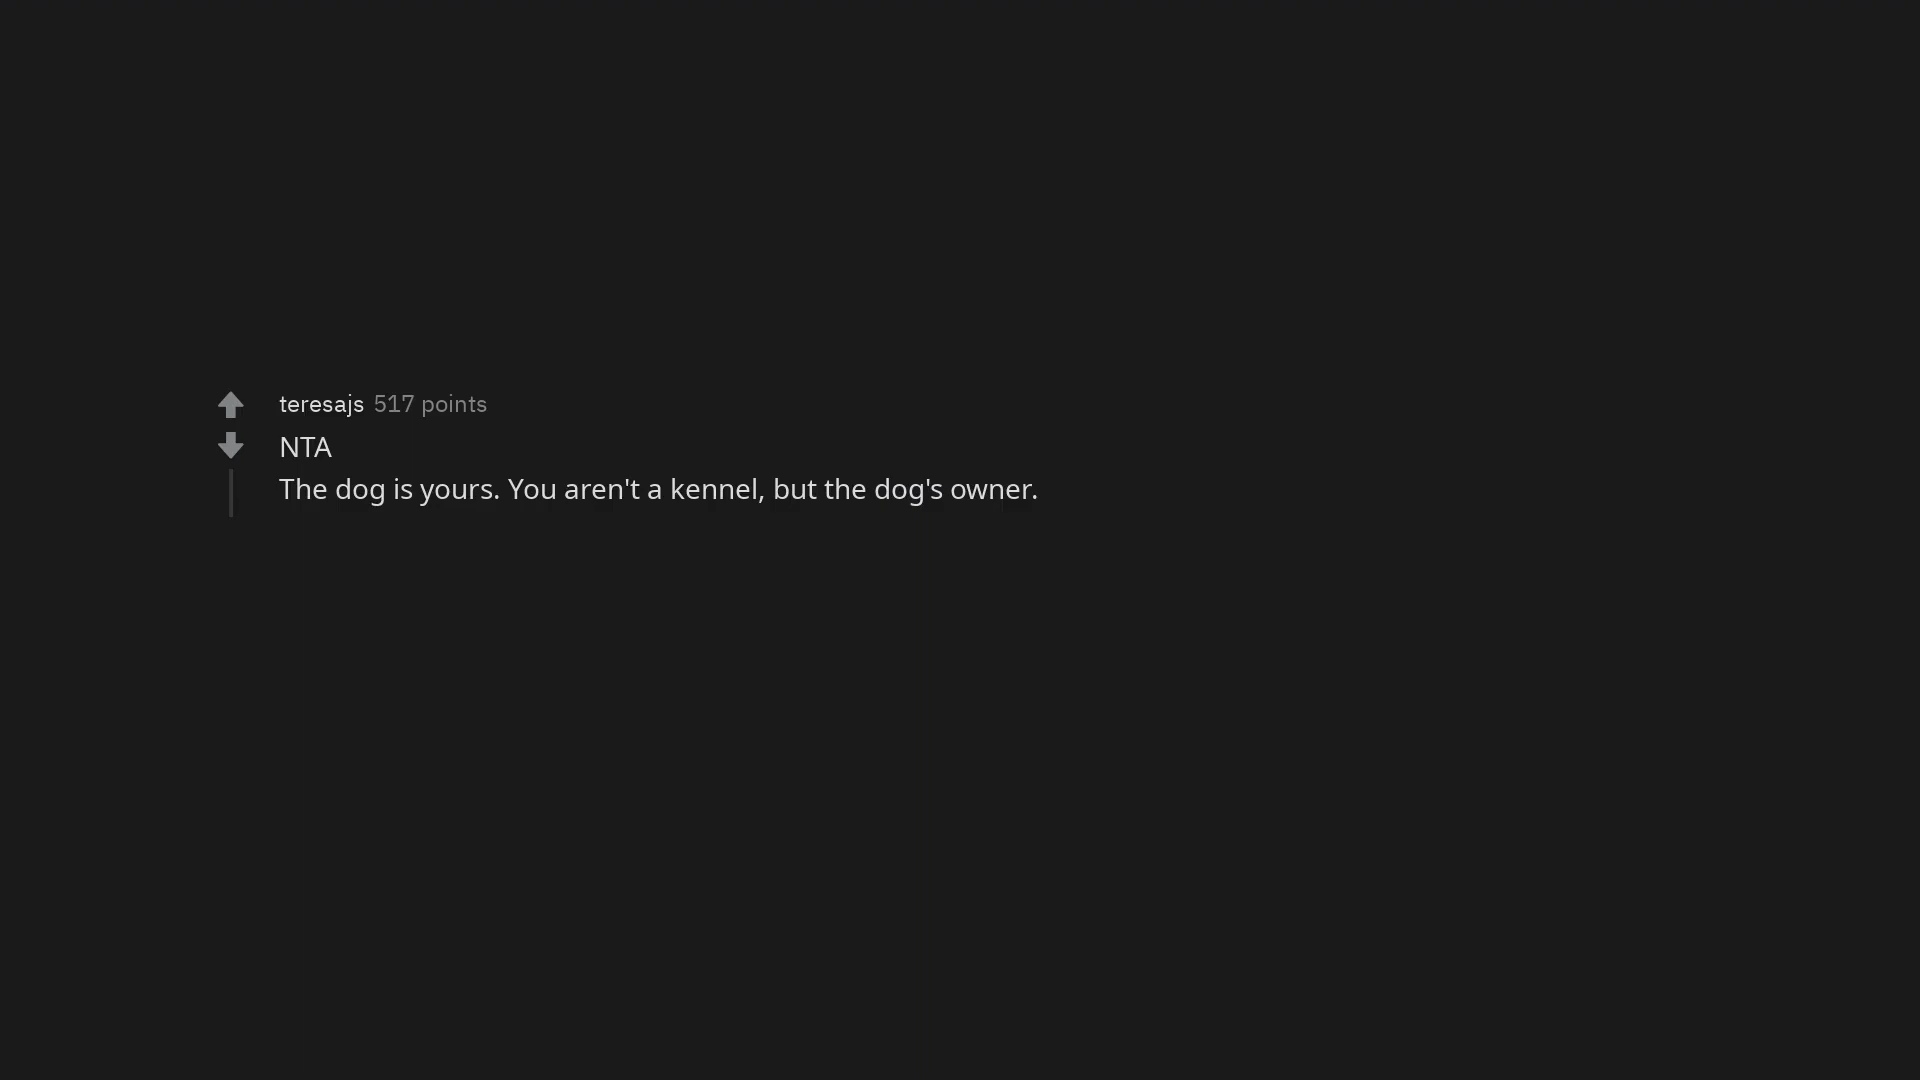 teresajs 517 points
NTA
The dog is yours. You aren't a kennel, but the dog's owner.